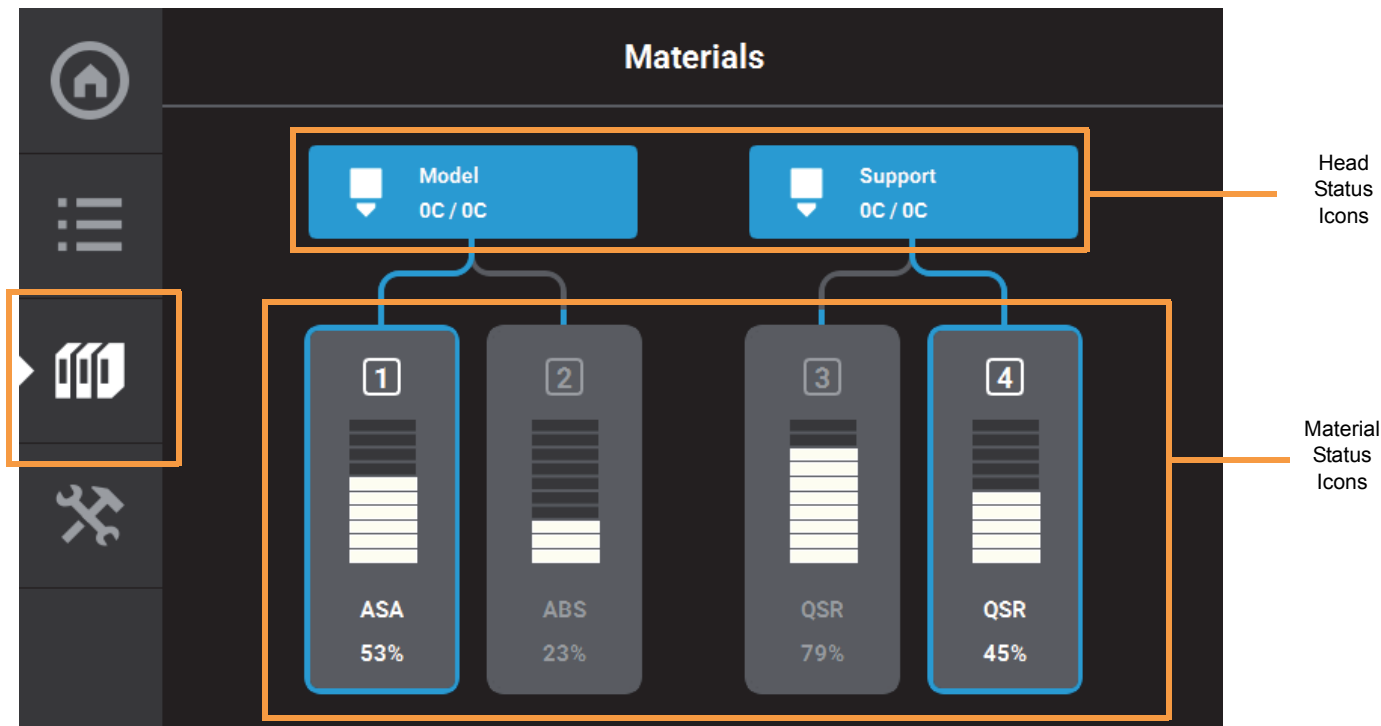 Materials
Model
0C / 0C
Support
0C / 0C
Head
Status
Icons
1
2
3
4
ASA
53%
ABS
23%
QSR
79%
QSR
45%
Material
Status
Icons